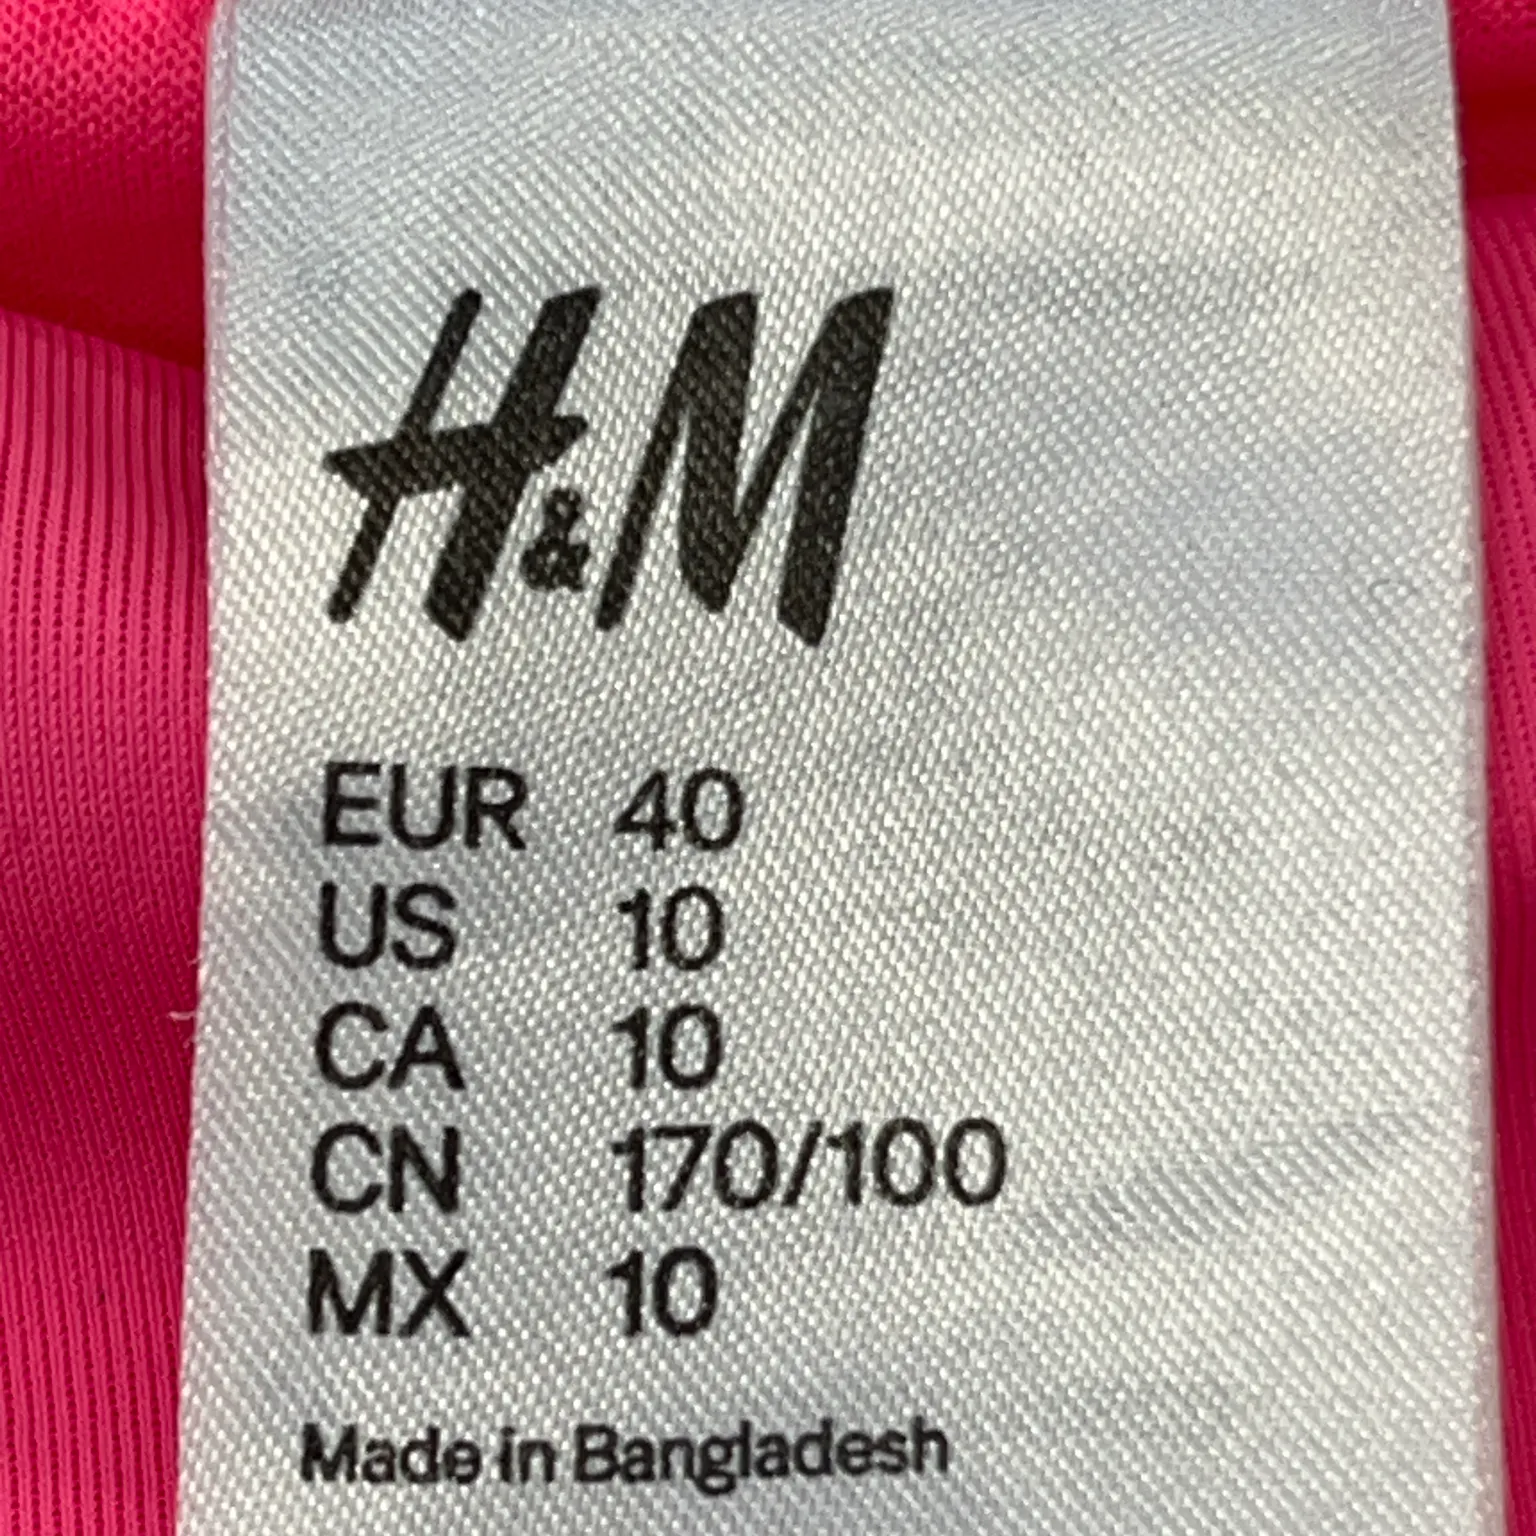 H&M
EUR 40
US 10
CA 10
CN 170/100
MX 10
Made in Bangladesh